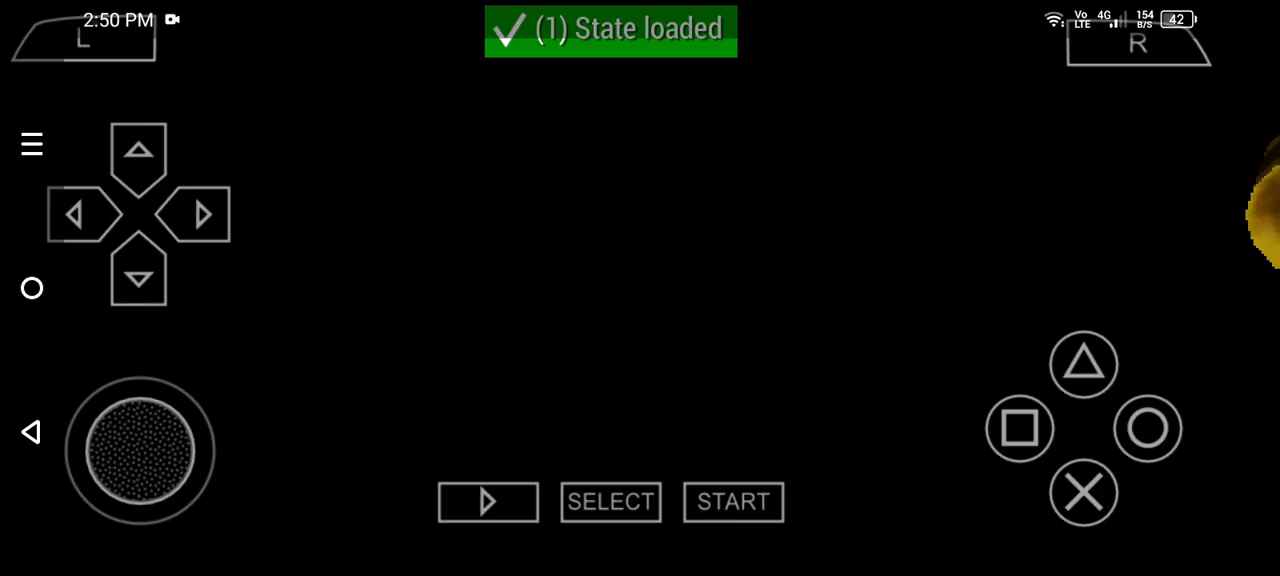 2:50 PM
(1) State loaded
Vo LTE 4G 154 B/S 42
L
R
SELECT START